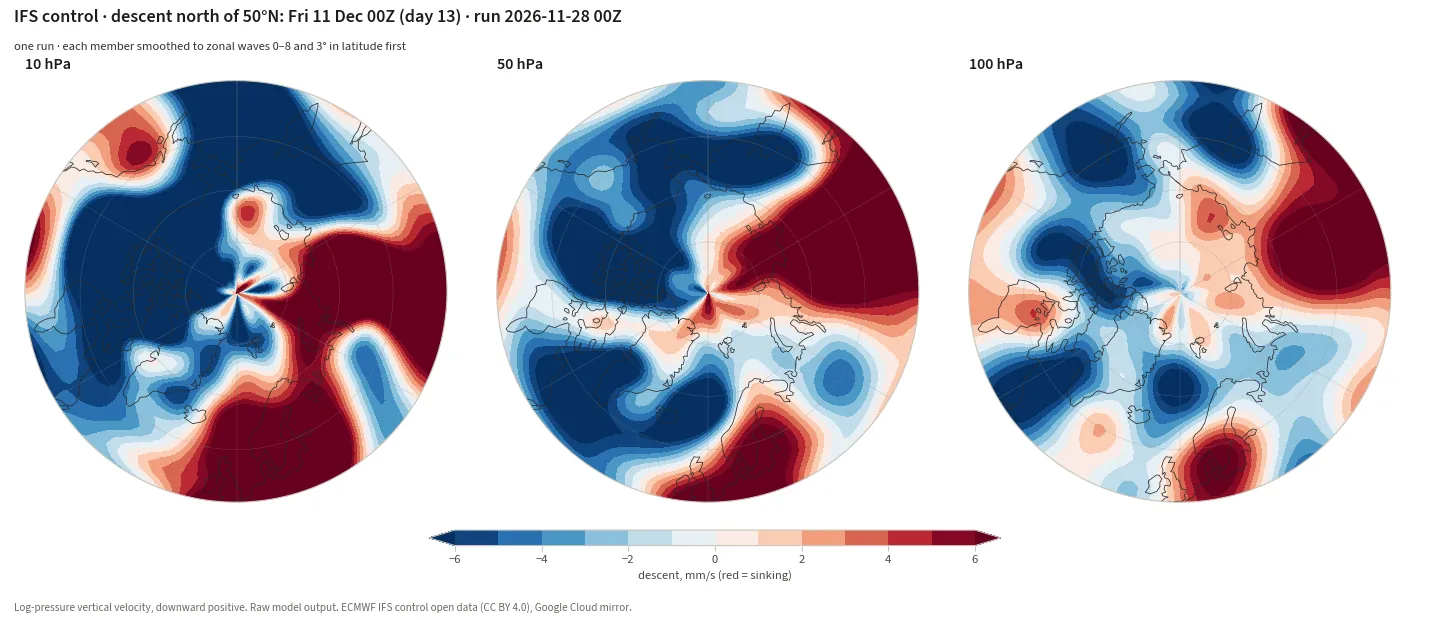 IFS control · descent north of 50°N: Fri 11 Dec 00Z (day 13) · run 2026-11-28 00Z
one run · each member smoothed to zonal waves 0–8 and 3° in latitude first
10 hPa
50 hPa
100 hPa
−6 −4 −2 0 2 4 6
descent, mm/s (red = sinking)
Log-pressure vertical velocity, downward positive. Raw model output. ECMWF IFS control open data (CC BY 4.0), Google Cloud mirror.